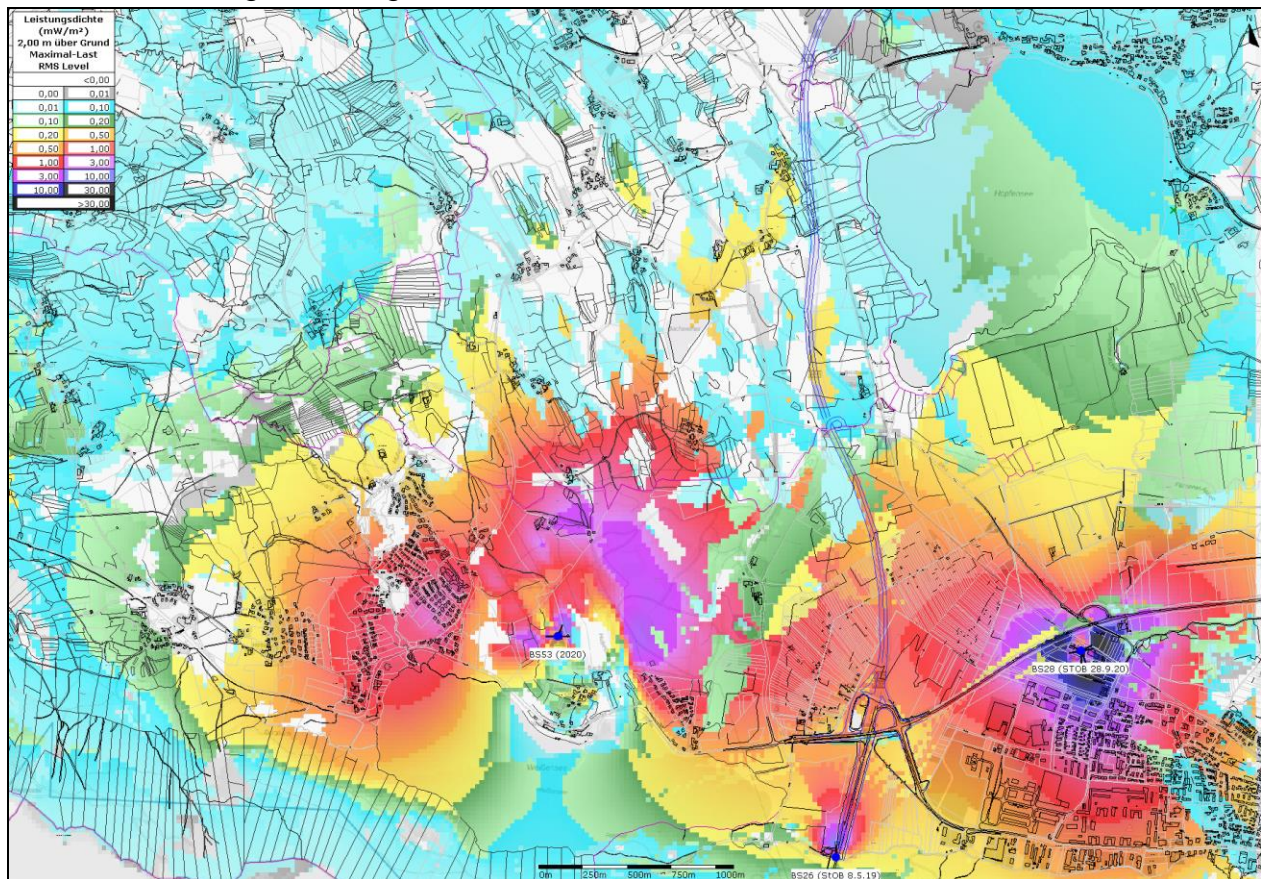 Leistungsdichte
(mW/m²)
2,00 m über Grund
Maximal-Last
RMS Level
<0,00
0,00 0,01
0,01 0,10
0,10 0,20
0,20 0,50
0,50 1,00
1,00 3,00
3,00 10,00
10,00 30,00
>30,00
N
Hopfensee
BS53 (2020)
BS28 (STOB 28.9.20)
Weißensee
BS26 (StOB 8.5.19)
0m 250m 500m 750m 1000m